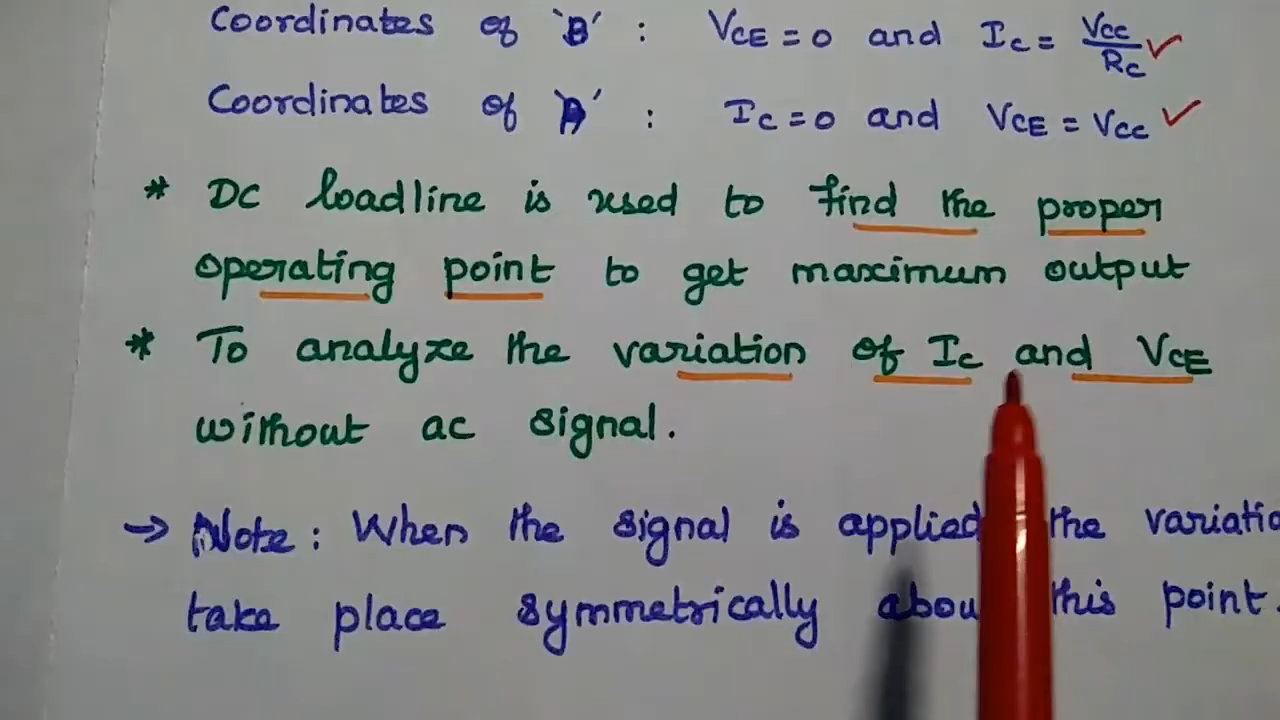 Coordinates of 'B' : VCE = 0 and IC = VCC/RC ✓
Coordinates of 'A' : IC = 0 and VCE = VCC ✓
* DC loadline is used to find the proper
operating point to get maximum output
* To analyze the variation of IC and VCE
without ac signal.
→ Note : When the signal is applied the variatio
take place symmetrically abou this point.